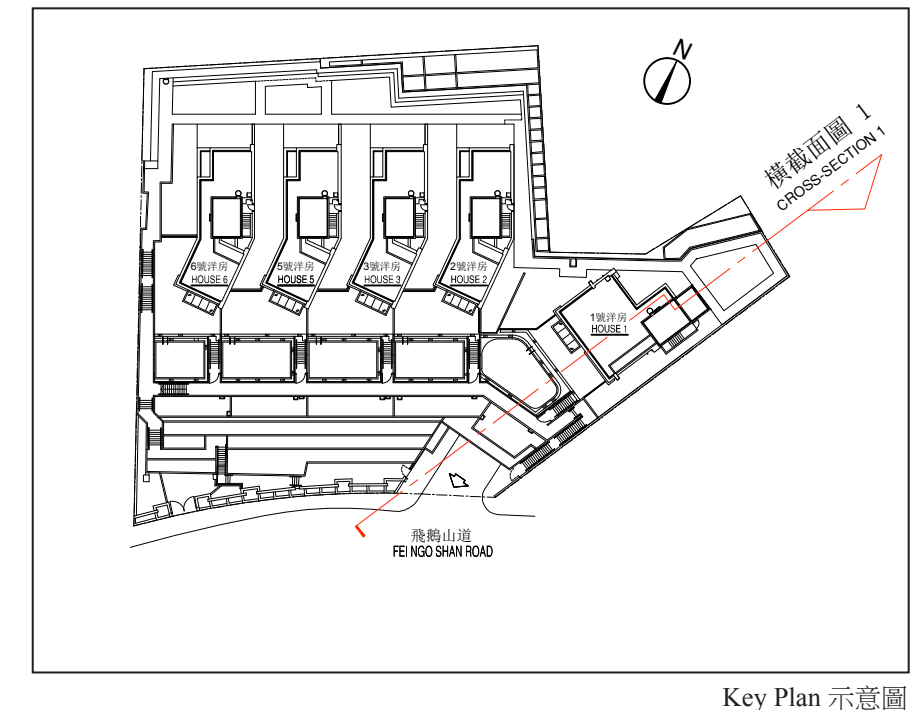 N
橫截面圖 1
CROSS-SECTION 1
6號洋房
HOUSE 6
5號洋房
HOUSE 5
3號洋房
HOUSE 3
2號洋房
HOUSE 2
1號洋房
HOUSE 1
飛鵝山道
FEI NGO SHAN ROAD
Key Plan 示意圖